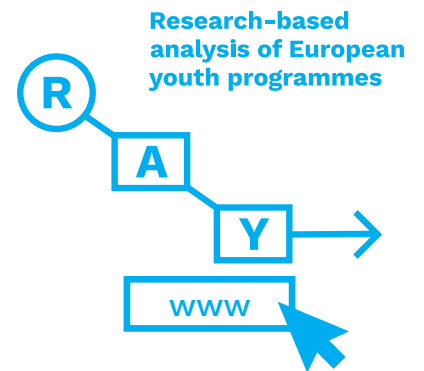 Research-based
analysis of European
youth programmes
R
A
Y
www